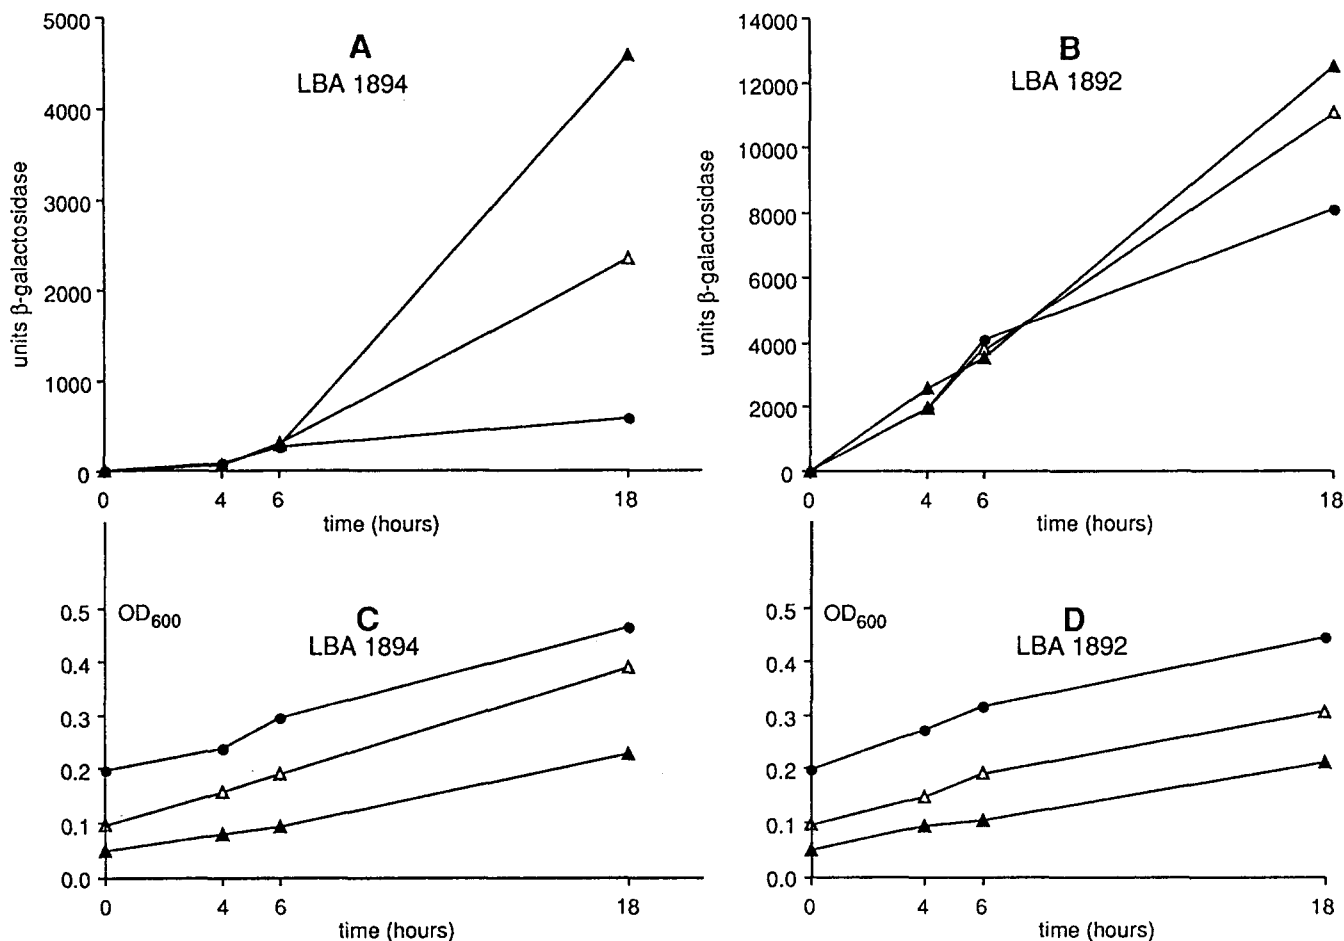 A
LBA 1894
units β-galactosidase
5000
4000
3000
2000
1000
0
0 4 6 18
time (hours)
B
LBA 1892
units β-galactosidase
14000
12000
10000
8000
6000
4000
2000
0
0 4 6 18
time (hours)
C
LBA 1894
OD600
0.5
0.4
0.3
0.2
0.1
0.0
0 4 6 18
time (hours)
D
LBA 1892
OD600
0.5
0.4
0.3
0.2
0.1
0.0
0 4 6 18
time (hours)